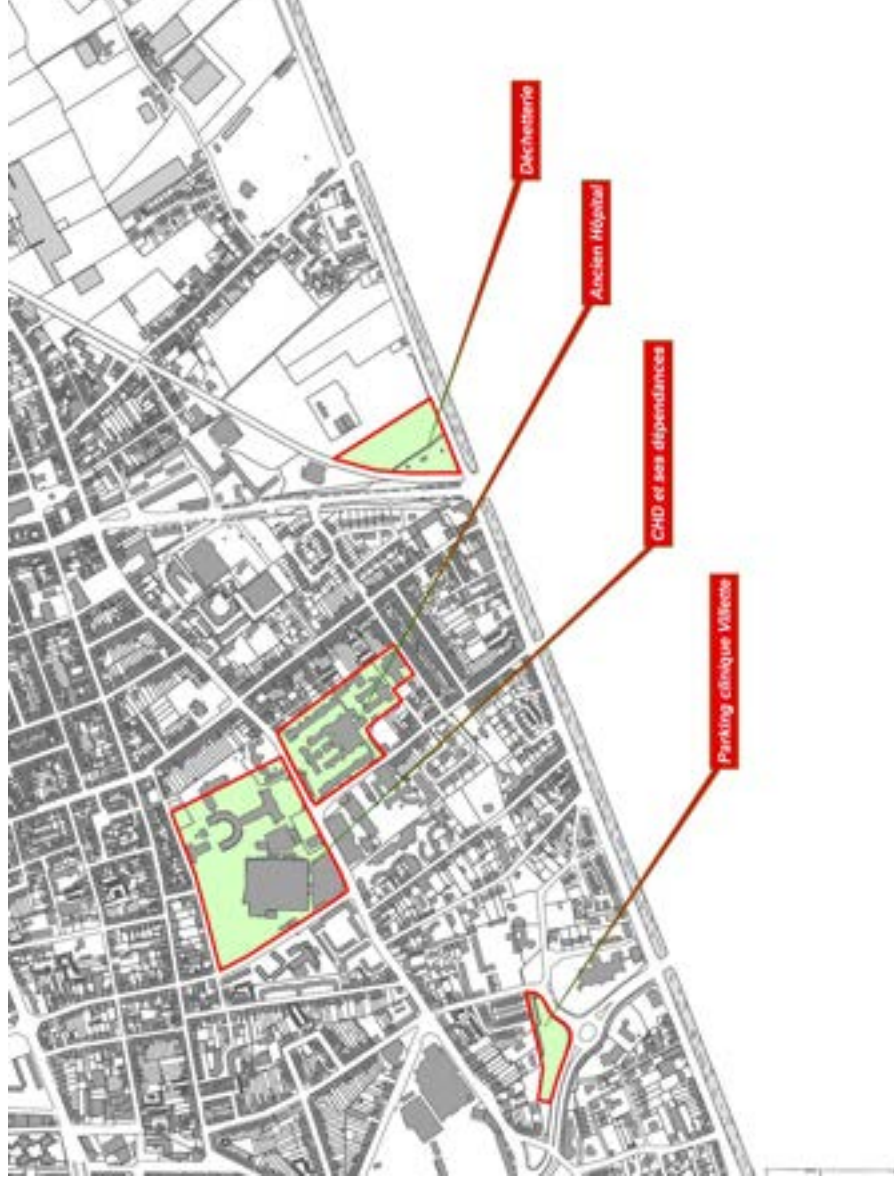 Déchetterie
Ancien Hôpital
CHD et ses dépendances
Parking clinique Villette